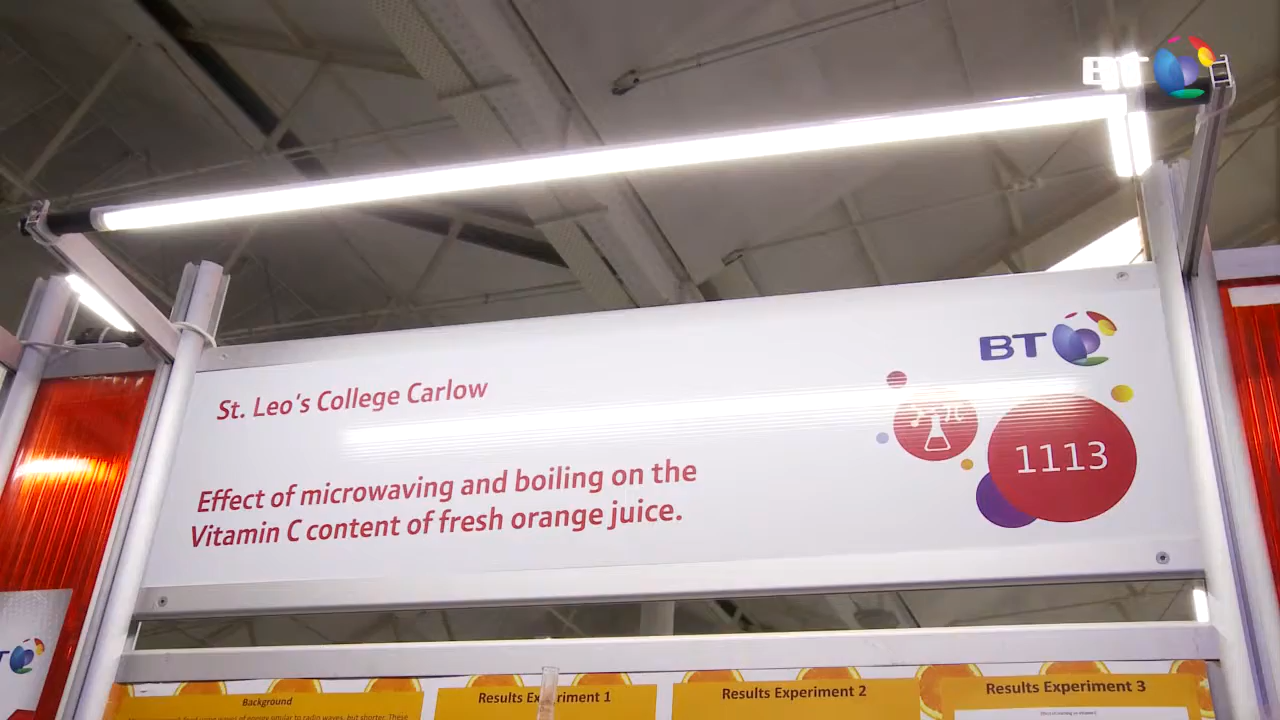 BT
BT
St. Leo's College Carlow
1113
Effect of microwaving and boiling on the
Vitamin C content of fresh orange juice.
Background
Results Experiment 1
Results Experiment 2
Results Experiment 3